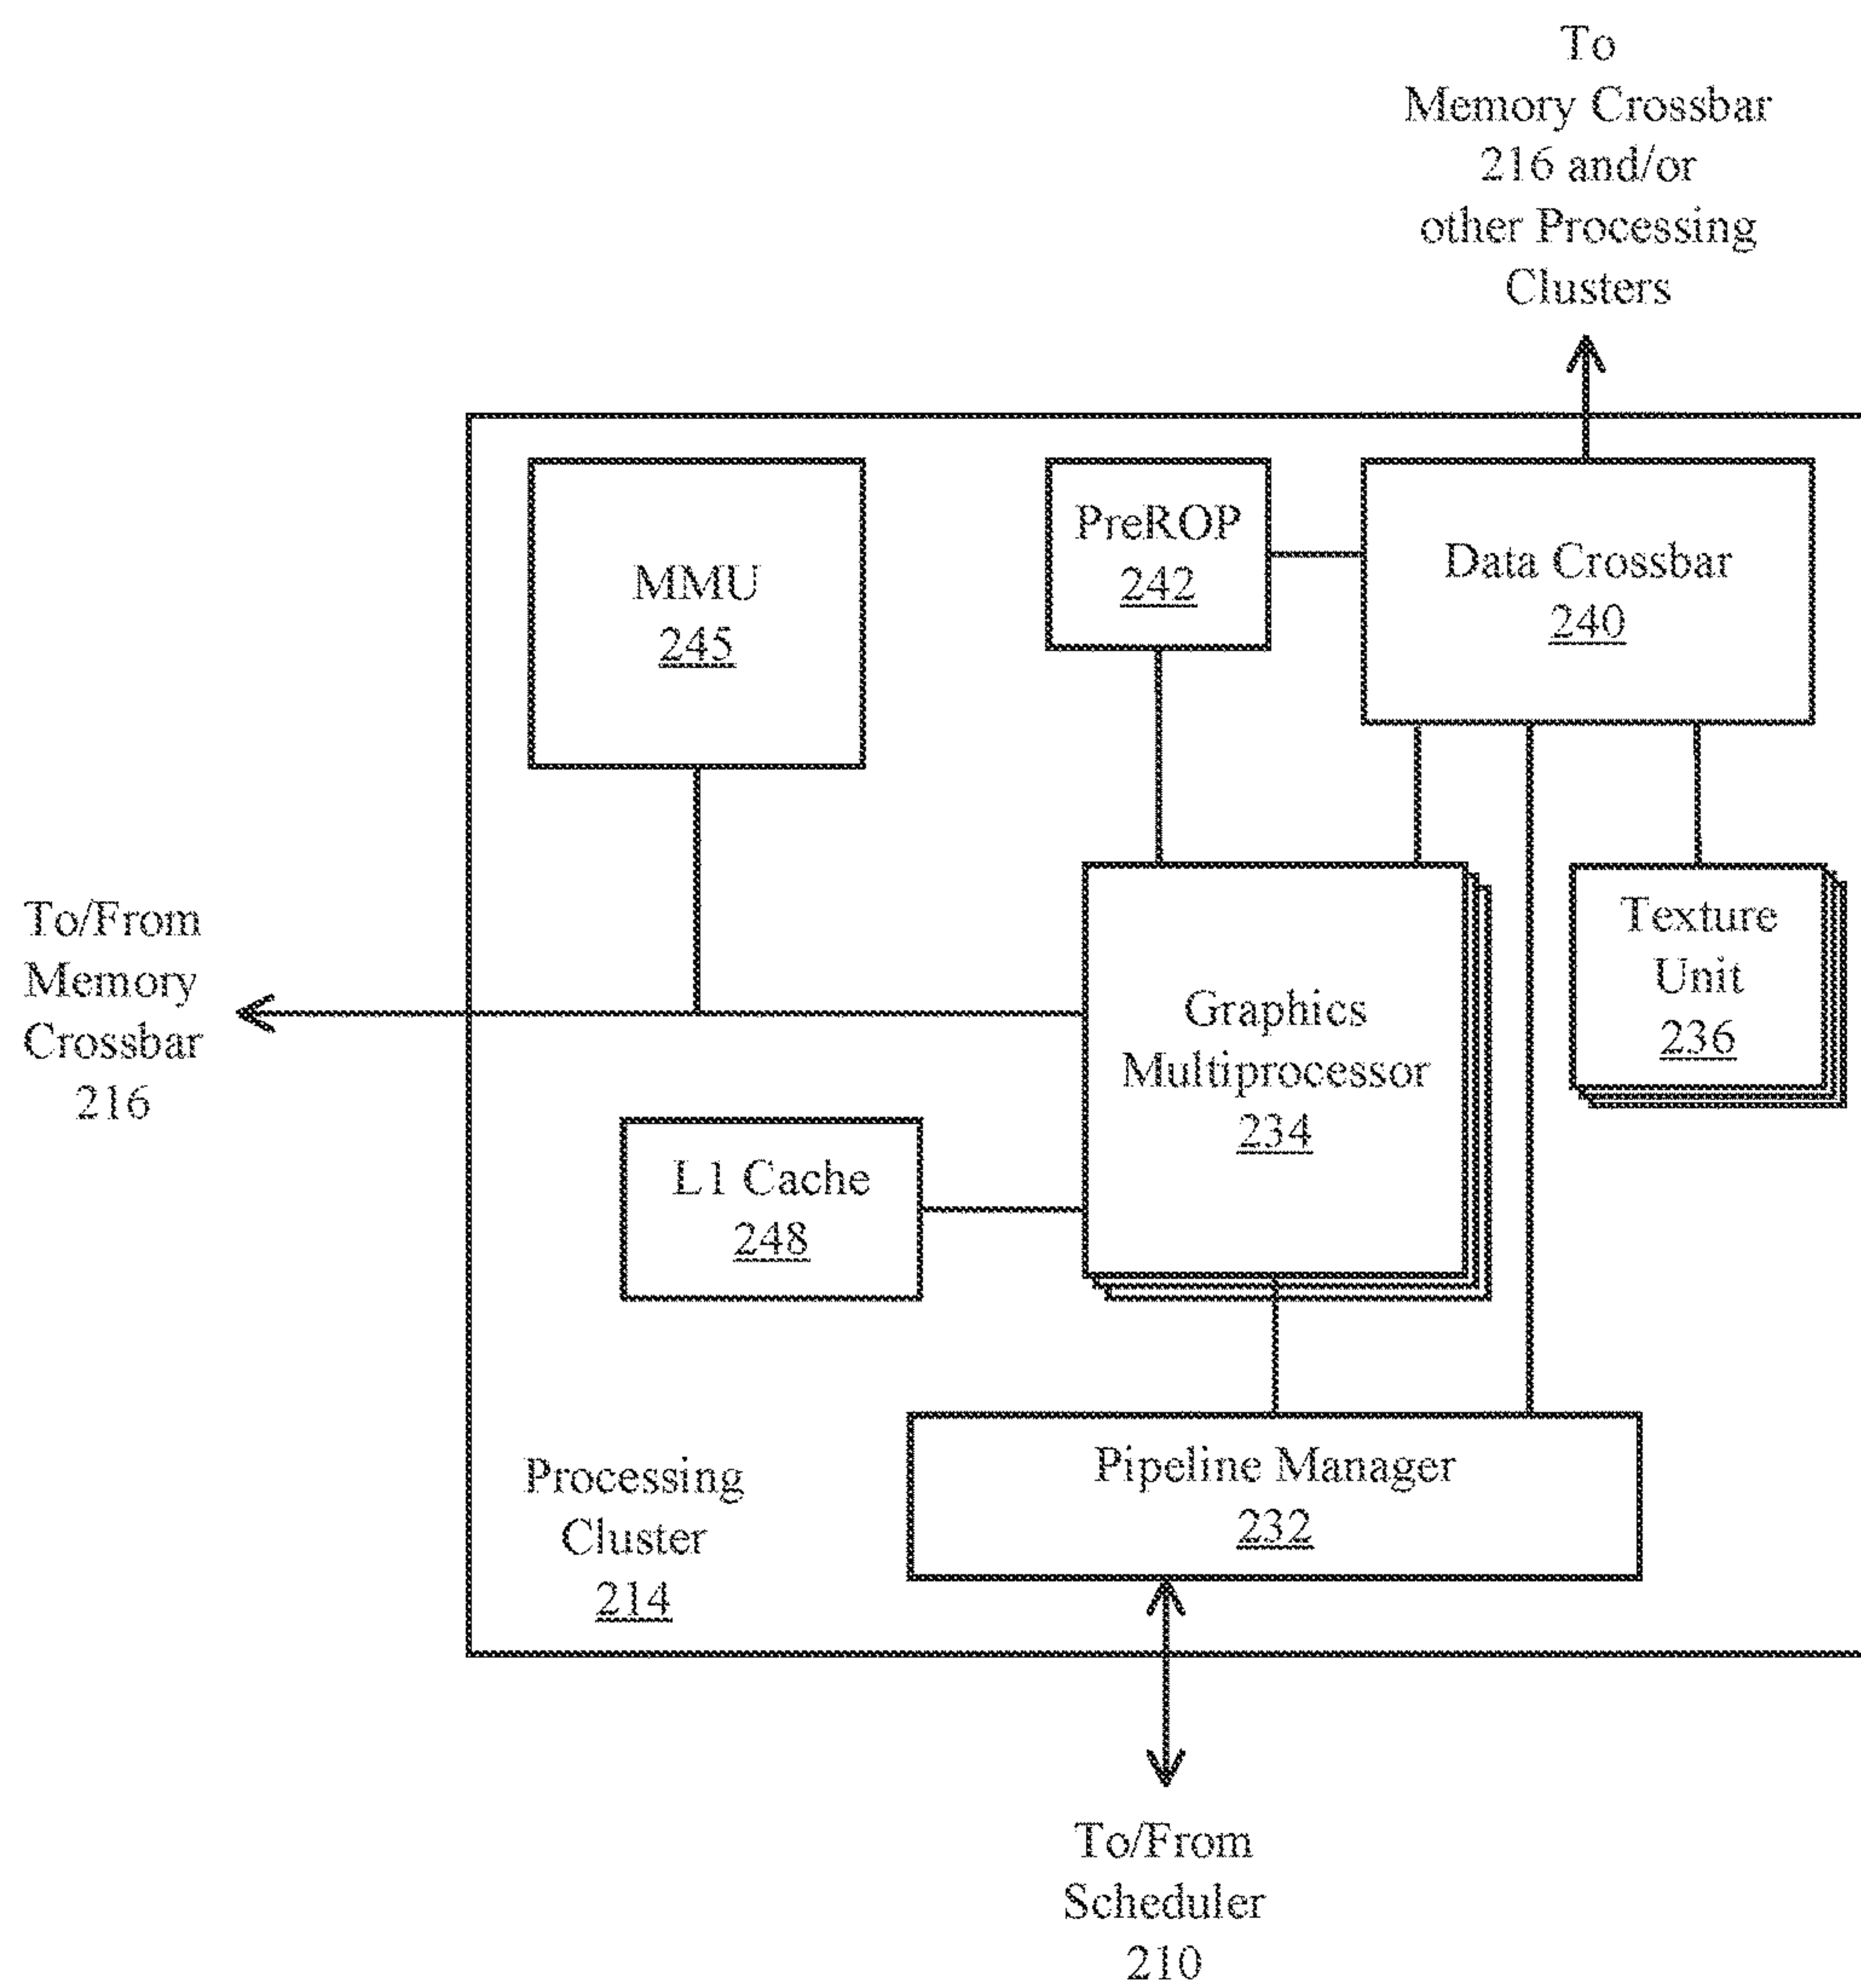 To
Memory Crossbar
216 and/or
other Processing
Clusters
MMU
245
PreROP
242
Data Crossbar
240
To/From
Memory
Crossbar
216
Graphics
Multiprocessor
234
Texture
Unit
236
L1 Cache
248
Pipeline Manager
232
Processing
Cluster
214
To/From
Scheduler
210